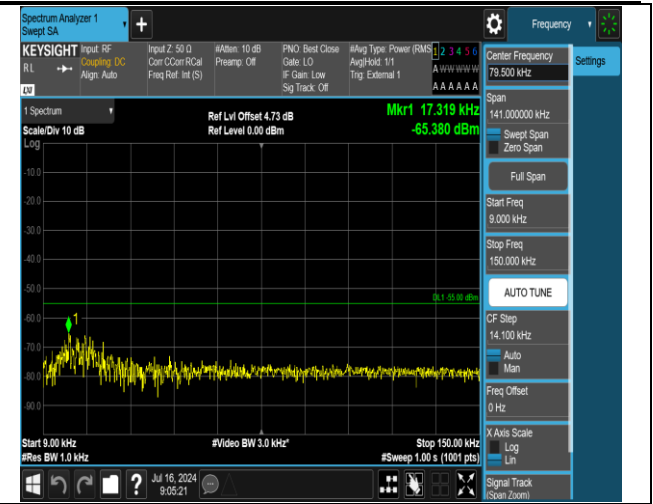 Spectrum Analyzer 1
Swept SA
+
Frequency
KEYSIGHT
RL
LXI
Input: RF
Coupling: DC
Align: Auto
Input Z: 50 Ω
Corr CCorr RCal
Freq Ref: Int (S)
#Atten: 10 dB
Preamp: Off
PNO: Best Close
Gate: LO
IF Gain: Low
Sig Track: Off
#Avg Type: Power (RMS
Avg|Hold: 1/1
Trig: External 1
1 2 3 4 5 6
A W W W W W
A A A A A A
1 Spectrum
Scale/Div 10 dB
Log
Ref Lvl Offset 4.73 dB
Ref Level 0.00 dBm
Mkr1 17.319 kHz
-65.380 dBm
-10.0
-20.0
-30.0
-40.0
-50.0
-60.0
-70.0
-80.0
-90.0
DL1 -55.00 dBm
1
Start 9.00 kHz
#Res BW 1.0 kHz
#Video BW 3.0 kHz*
Stop 150.00 kHz
#Sweep 1.00 s (1001 pts)
Center Frequency
79.500 kHz
Settings
Span
141.000000 kHz
Swept Span
Zero Span
Full Span
Start Freq
9.000 kHz
Stop Freq
150.000 kHz
AUTO TUNE
CF Step
14.100 kHz
Auto
Man
Freq Offset
0 Hz
X Axis Scale
Log
Lin
Signal Track
(Span Zoom)
?
Jul 16, 2024
9:05:21